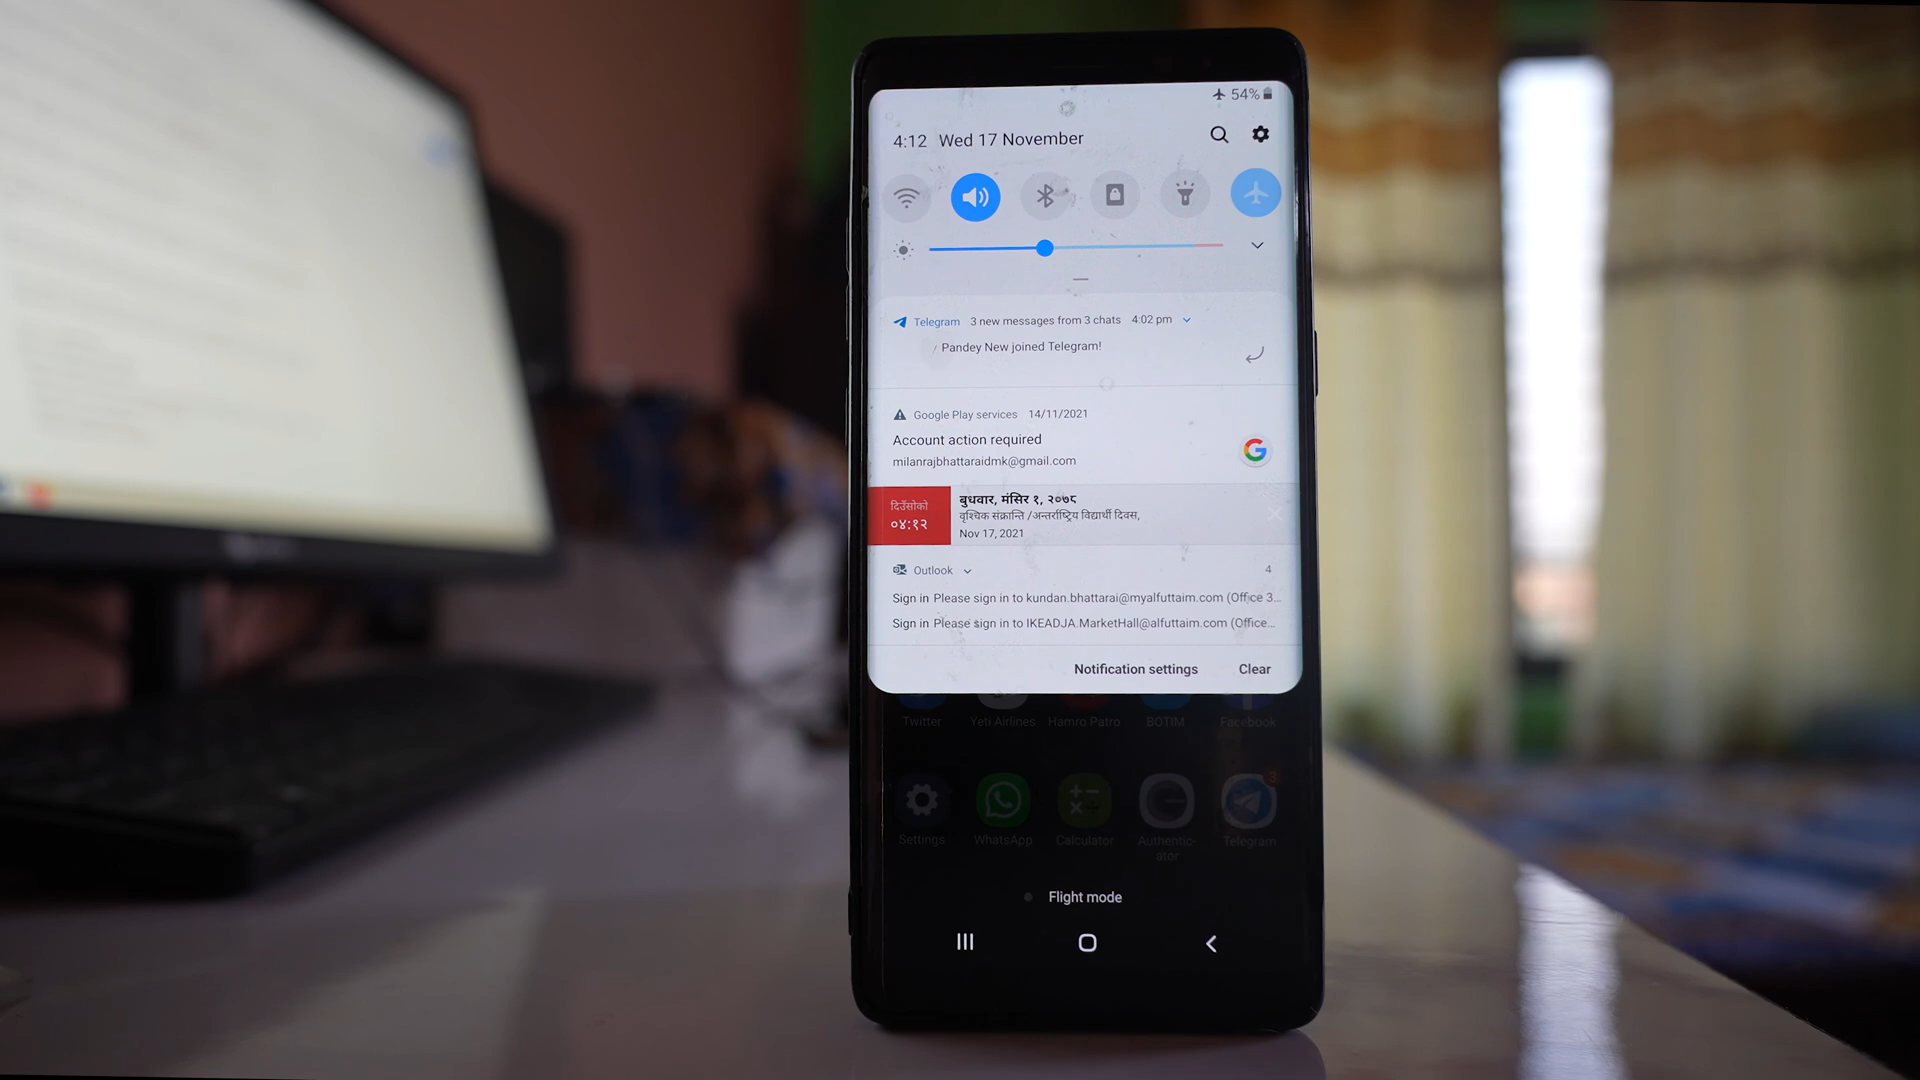 54%
4:12 Wed 17 November
Telegram 3 new messages from 3 chats 4:02 pm
Pandey New joined Telegram!
Google Play services 14/11/2021
Account action required
milanrajbhattaraidmk@gmail.com
दिउँसोको
०४:१२
बुधवार, मंसिर १, २०७८
वृश्चिक संक्रान्ति /अन्तर्राष्ट्रिय विद्यार्थी दिवस,
Nov 17, 2021
Outlook 4
Sign in Please sign in to kundan.bhattarai@myalfuttaim.com (Office 3...
Sign in Please sign in to IKEADJA.MarketHall@alfuttaim.com (Office...
Notification settings Clear
Twitter Yeti Airlines Hamro Patro BOTIM Facebook
3
Settings WhatsApp Calculator Authentic-
ator Telegram
Flight mode